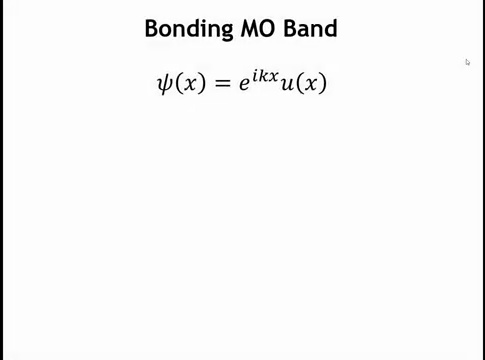 Bonding MO Band
ψ(x) = e^{ikx}u(x)